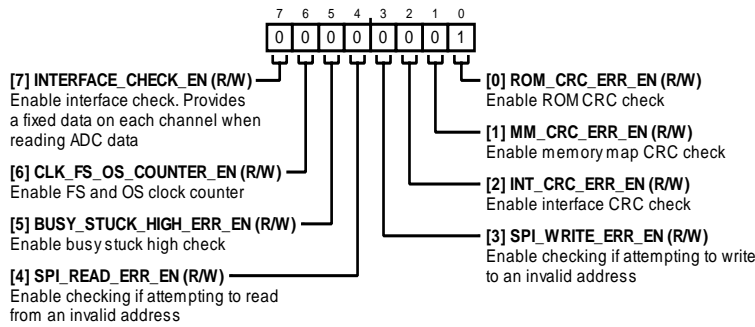 7 6 5 4 3 2 1 0
0 0 0 0 0 0 0 1
[7] INTERFACE_CHECK_EN (R/W)
Enable interface check. Provides
a fixed data on each channel when
reading ADC data
[6] CLK_FS_OS_COUNTER_EN (R/W)
Enable FS and OS clock counter
[5] BUSY_STUCK_HIGH_ERR_EN (R/W)
Enable busy stuck high check
[4] SPI_READ_ERR_EN (R/W)
Enable checking if attempting to read
from an invalid address
[0] ROM_CRC_ERR_EN (R/W)
Enable ROM CRC check
[1] MM_CRC_ERR_EN (R/W)
Enable memory map CRC check
[2] INT_CRC_ERR_EN (R/W)
Enable interface CRC check
[3] SPI_WRITE_ERR_EN (R/W)
Enable checking if attempting to write
to an invalid address